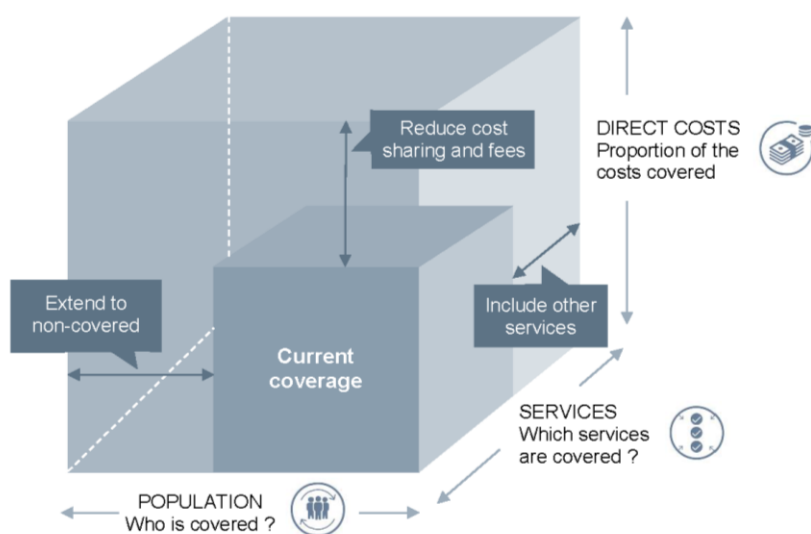 Reduce cost
sharing and fees
DIRECT COSTS
Proportion of the
costs covered
Extend to
non-covered
Include other
services
Current
coverage
SERVICES
Which services
are covered ?
POPULATION
Who is covered ?